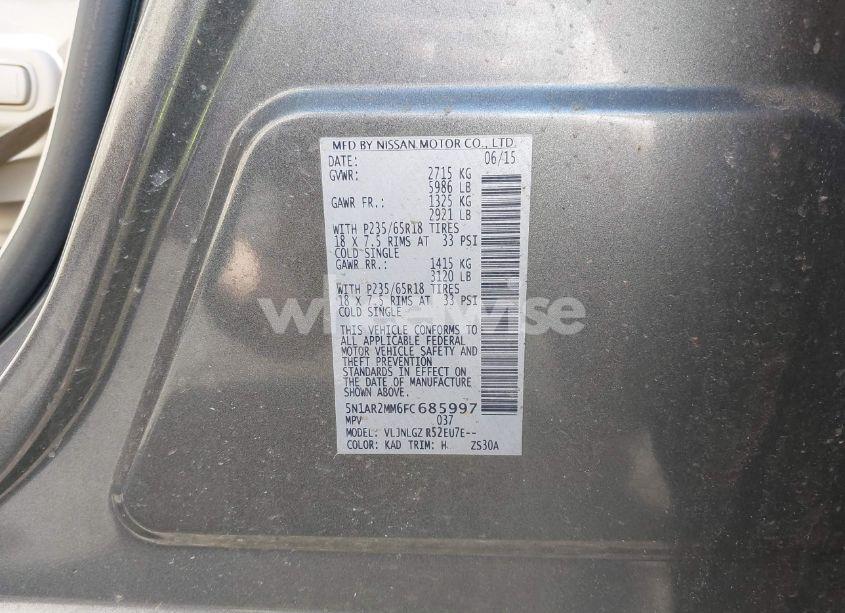 MFD BY NISSAN MOTOR CO., LTD.
DATE: 06/15
GVWR: 2715 KG
5986 LB
GAWR FR.: 1325 KG
2921 LB
WITH P235/65R18 TIRES
18 X 7.5 RIMS AT 33 PSI
COLD SINGLE
GAWR RR.: 1415 KG
3120 LB
WITH P235/65R18 TIRES
18 X 7.5 RIMS AT 33 PSI
COLD SINGLE
THIS VEHICLE CONFORMS TO
ALL APPLICABLE FEDERAL
MOTOR VEHICLE SAFETY AND
THEFT PREVENTION
STANDARDS IN EFFECT ON
THE DATE OF MANUFACTURE
SHOWN ABOVE.
5N1AR2MM6FC685997
MPV 037
MODEL: VLJNLGZ R52EU7E--
COLOR: KAD TRIM: H ZS30A